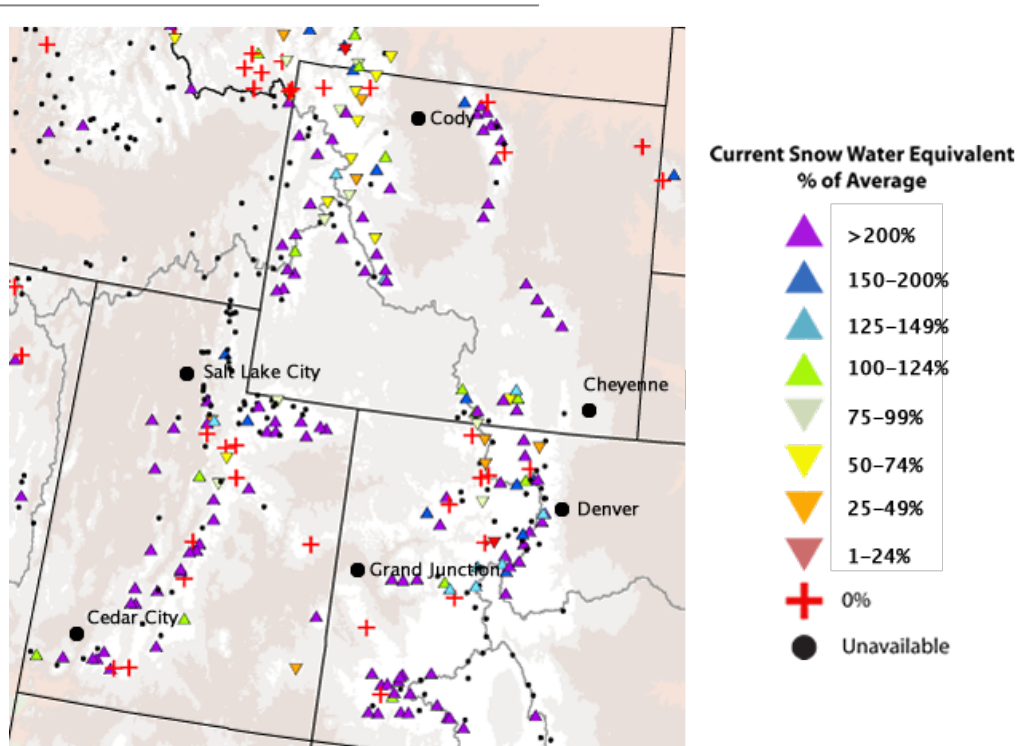 Cody
Cheyenne
Salt Lake City
Denver
Grand Junction
Cedar City
Current Snow Water Equivalent
% of Average
>200%
150-200%
125-149%
100-124%
75-99%
50-74%
25-49%
1-24%
0%
Unavailable